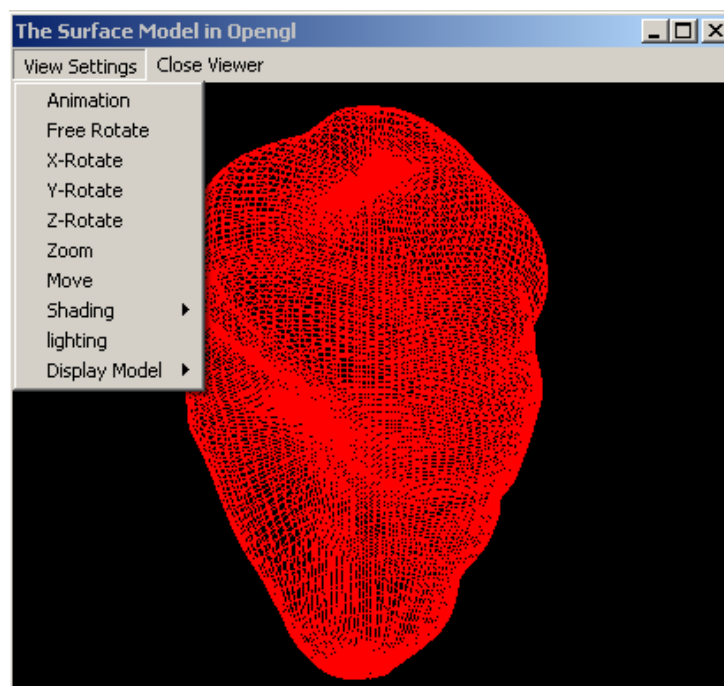 The Surface Model in Opengl
View Settings Close Viewer
Animation
Free Rotate
X-Rotate
Y-Rotate
Z-Rotate
Zoom
Move
Shading
lighting
Display Model